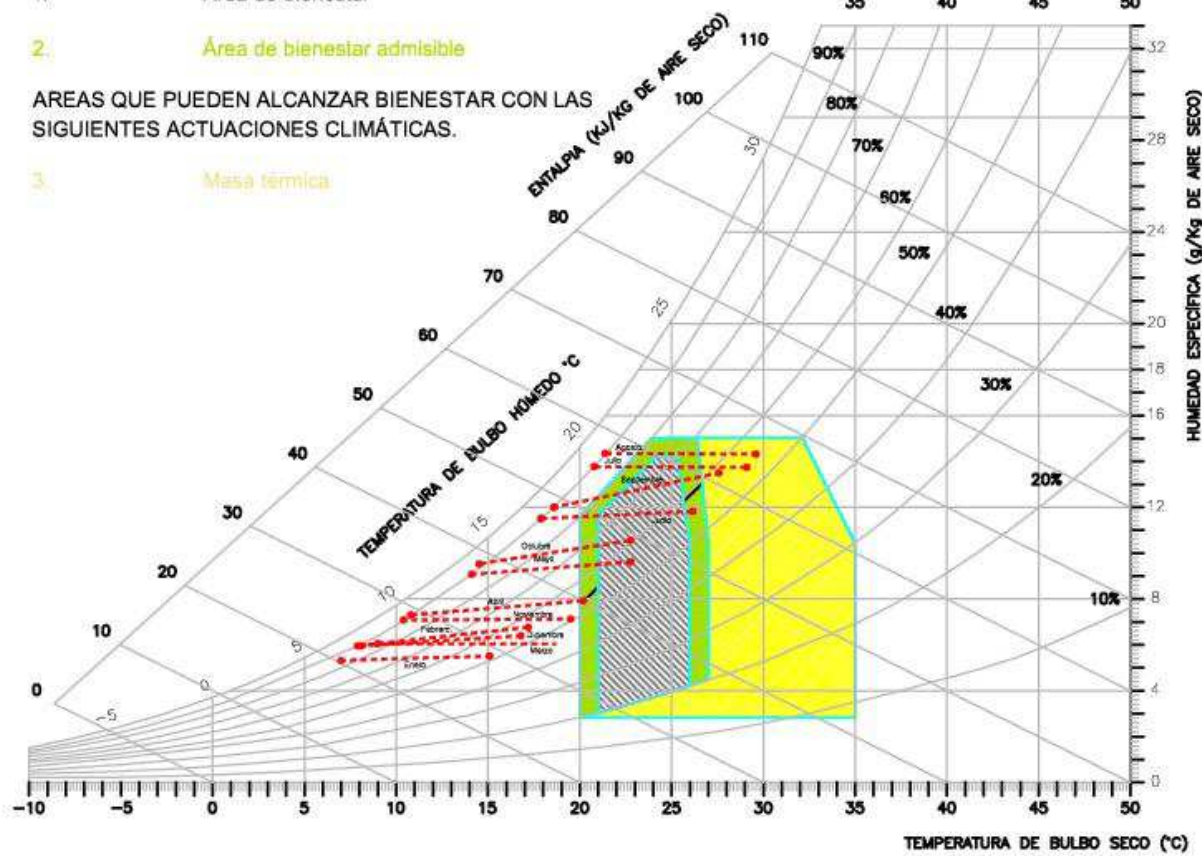 35 40 45 50
2. Área de bienestar admisible
AREAS QUE PUEDEN ALCANZAR BIENESTAR CON LAS
SIGUIENTES ACTUACIONES CLIMÁTICAS.
3. Masa térmica
ENTALPIA (KJ/KG DE AIRE SECO)
0 10 20 30 40 50 60 70 80 90 100 110
TEMPERATURA DE BULBO HÚMEDO °C
-5 0 5 10 15 20 25 30
90%
80%
70%
60%
50%
40%
30%
20%
10%
32
28
24
20
18
16
12
8
4
0
HUMEDAD ESPECÍFICA (g/Kg DE AIRE SECO)
Agosto
Julio
Septiembre
Junio
Octubre
Mayo
Abril
Noviembre
Febrero
Diciembre
Marzo
Enero
-10 -5 0 5 10 15 20 25 30 35 40 45 50
TEMPERATURA DE BULBO SECO (°C)